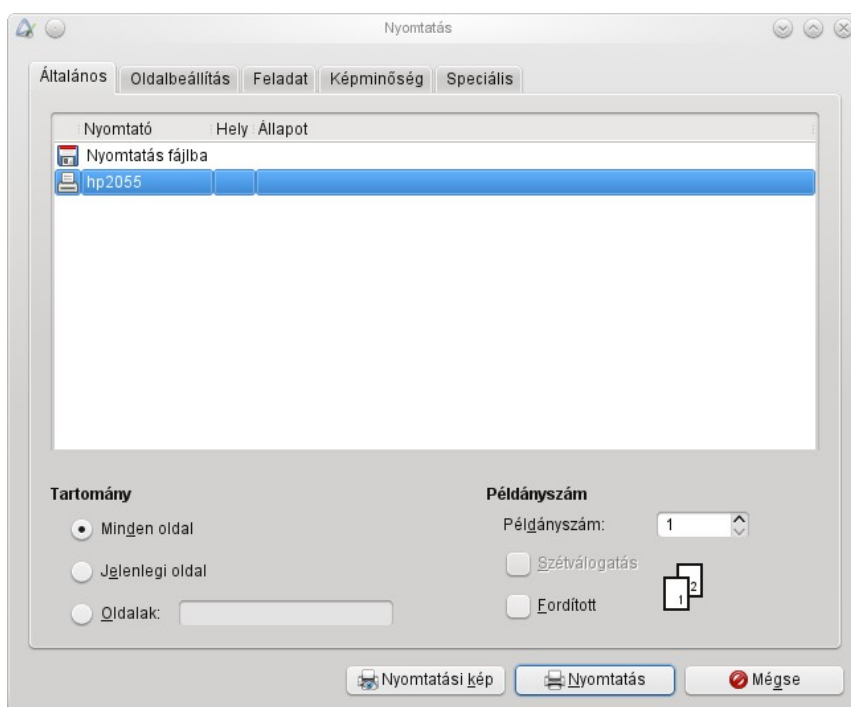 Nyomtatás
Általános Oldalbeállítás Feladat Képminőség Speciális
Nyomtató Hely Állapot
Nyomtatás fájlba
hp2055
Tartomány
Minden oldal
Jelenlegi oldal
Oldalak:
Példányszám
Példányszám: 1
Szétválogatás
Fordított
1 2
Nyomtatási kép Nyomtatás Mégse